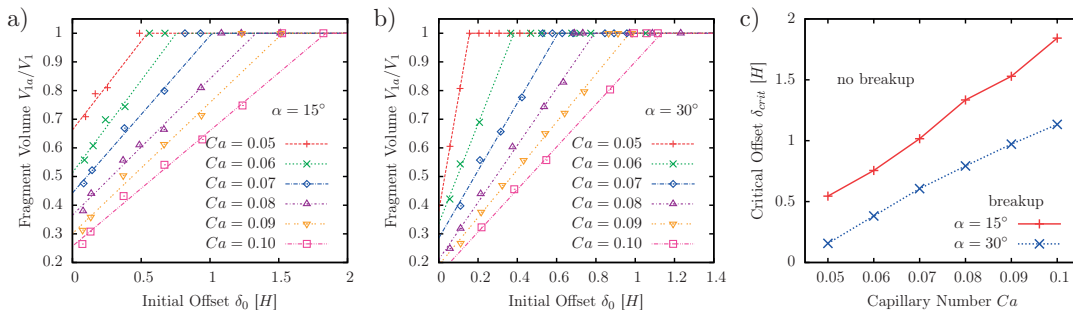 a)
Fragment Volume V1a/V1
1
0.9
0.8
0.7
0.6
0.5
0.4
0.3
0.2
α = 15°
Ca = 0.05
Ca = 0.06
Ca = 0.07
Ca = 0.08
Ca = 0.09
Ca = 0.10
0 0.5 1 1.5 2
Initial Offset δ0 [H]
b)
Fragment Volume V1a/V1
1
0.9
0.8
0.7
0.6
0.5
0.4
0.3
0.2
α = 30°
Ca = 0.05
Ca = 0.06
Ca = 0.07
Ca = 0.08
Ca = 0.09
Ca = 0.10
0 0.2 0.4 0.6 0.8 1 1.2 1.4
Initial Offset δ0 [H]
c)
Critical Offset δcrit [H]
2
1.5
1
0.5
0
no breakup
breakup
α = 15°
α = 30°
0.05 0.06 0.07 0.08 0.09 0.1
Capillary Number Ca